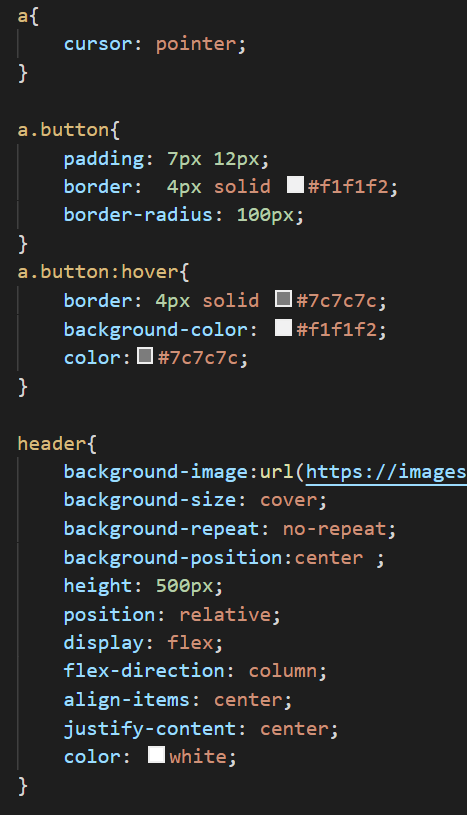 a{
    cursor: pointer;
}
a.button{
    padding: 7px 12px;
    border:  4px solid #f1f1f2;
    border-radius: 100px;
}
a.button:hover{
    border: 4px solid #7c7c7c;
    background-color: #f1f1f2;
    color:#7c7c7c;
}
header{
    background-image:url(https://images
    background-size: cover;
    background-repeat: no-repeat;
    background-position:center ;
    height: 500px;
    position: relative;
    display: flex;
    flex-direction: column;
    align-items: center;
    justify-content: center;
    color: white;
}